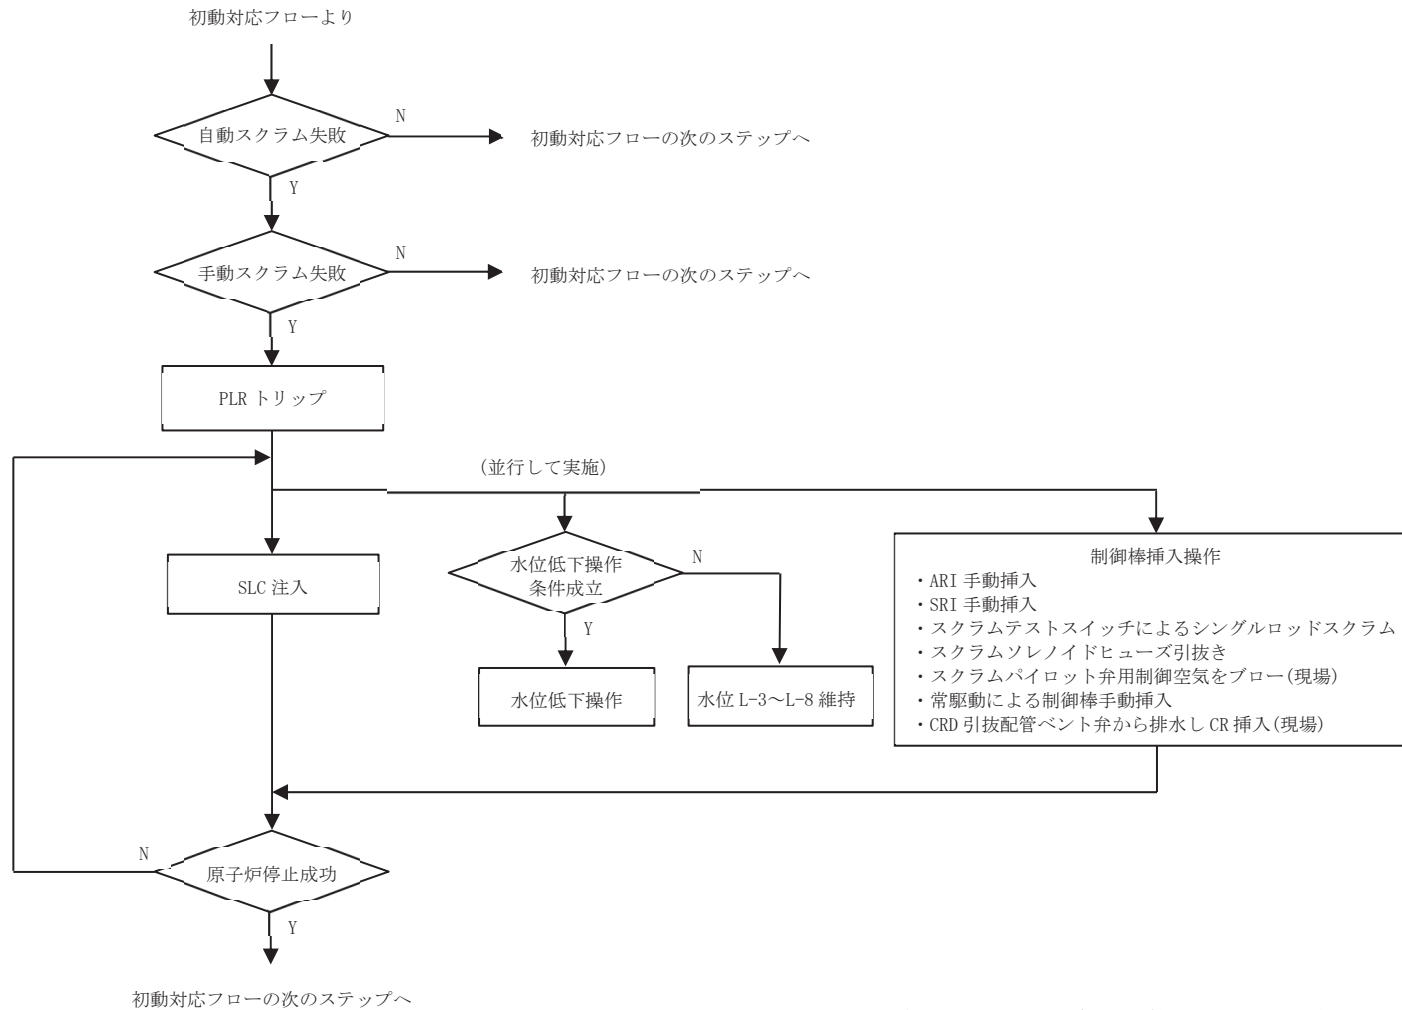 初動対応フローより
自動スクラム失敗
N
初動対応フローの次のステップへ
Y
手動スクラム失敗
N
初動対応フローの次のステップへ
Y
PLR トリップ
(並行して実施)
SLC 注入
水位低下操作
条件成立
N
Y
水位低下操作
水位 L-3～L-8 維持
制御棒挿入操作
・ARI 手動挿入
・SRI 手動挿入
・スクラムテストスイッチによるシングルロッドスクラム
・スクラムソレノイドヒューズ引抜き
・スクラムパイロット弁用制御空気をブロー(現場)
・常駆動による制御棒手動挿入
・CRD 引抜配管ベント弁から排水し CR 挿入(現場)
N
原子炉停止成功
Y
初動対応フローの次のステップへ